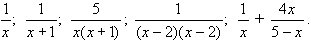 1/x; 1/(x+1); 5/(x(x+1)); 1/((x−2)(x−2)); 1/x + 4x/(5−x).